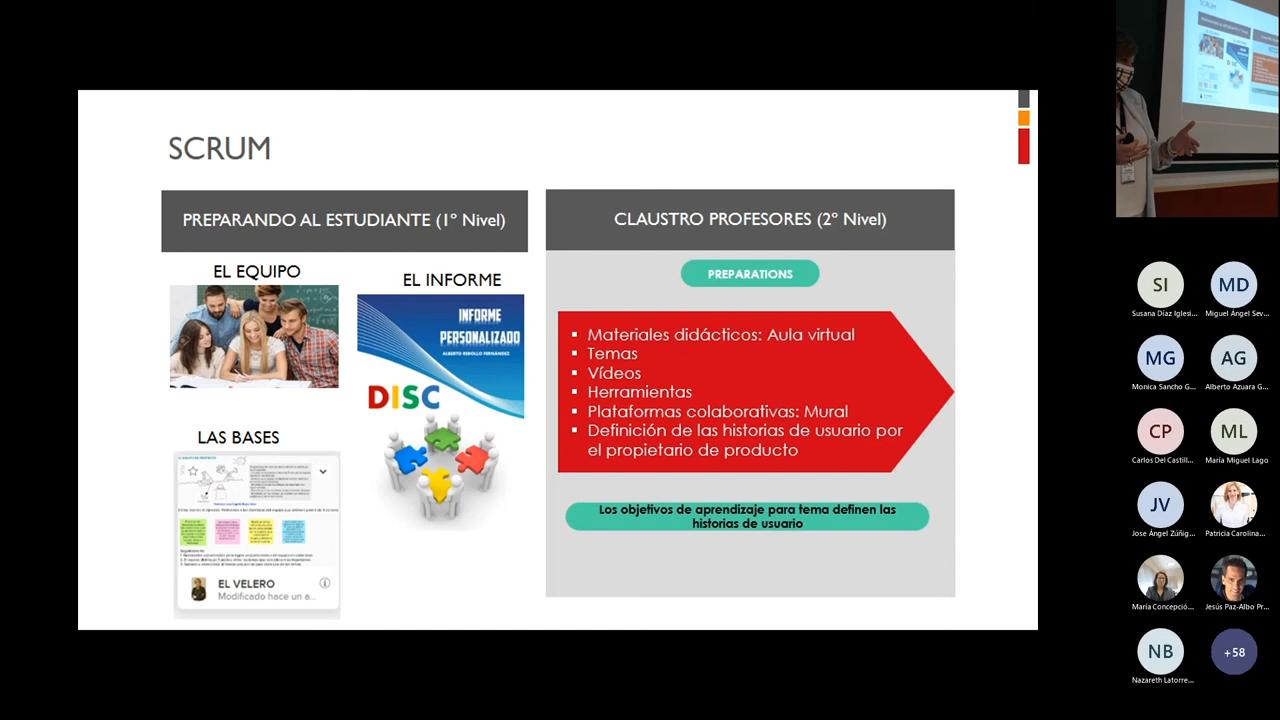 SCRUM
PREPARANDO AL ESTUDIANTE (1º Nivel)
EL EQUIPO
EL INFORME
INFORME
PERSONALIZADO
ALBERTO REBOLLO FERNÁNDEZ
DISC
LAS BASES
EL VELERO
Modificado hace un a...
CLAUSTRO PROFESORES (2º Nivel)
PREPARATIONS
▪ Materiales didácticos: Aula virtual
▪ Temas
▪ Vídeos
▪ Herramientas
▪ Plataformas colaborativas: Mural
▪ Definición de las historias de usuario por
el propietario de producto
Los objetivos de aprendizaje para tema definen las
historias de usuario
SCRUM
SI
Susana Díaz Iglesi...
MD
Miguel Ángel Sev...
MG
Monica Sancho G...
AG
Alberto Azuara G...
CP
Carlos Del Castill...
ML
María Miguel Lago
JV
Jose Ángel Zúñig...
Patricia Carolina...
María Concepció...
Jesús Paz-Albo Pr...
NB
Nazareth Latorre...
+58